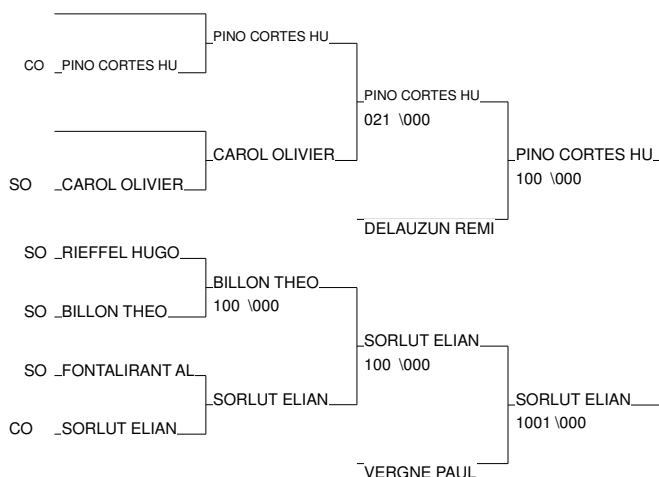 PINO CORTES HU
CO PINO CORTES HU
PINO CORTES HU
021 \000
CAROL OLIVIER
PINO CORTES HU
100 \000
SO CAROL OLIVIER
DELAUZUN REMI
SO RIEFFEL HUGO
BILLON THEO
100 \000
SO BILLON THEO
SORLUT ELIAN
100 \000
SO FONTALIRANT AL
SORLUT ELIAN
SORLUT ELIAN
1001 \000
CO SORLUT ELIAN
VERGNE PAUL